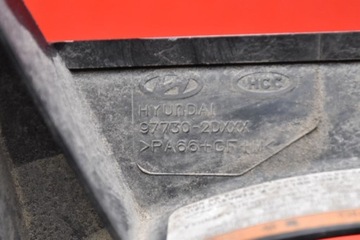 HCC
HYUNDAI
97730-2DXXX
>PA66+GF